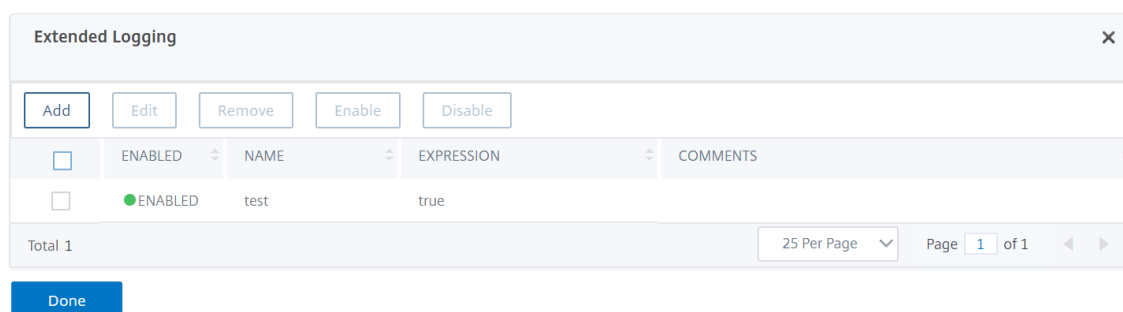 Extended Logging
Add Edit Remove Enable Disable
ENABLED NAME EXPRESSION COMMENTS
ENABLED test true
Total 1 25 Per Page Page 1 of 1
Done